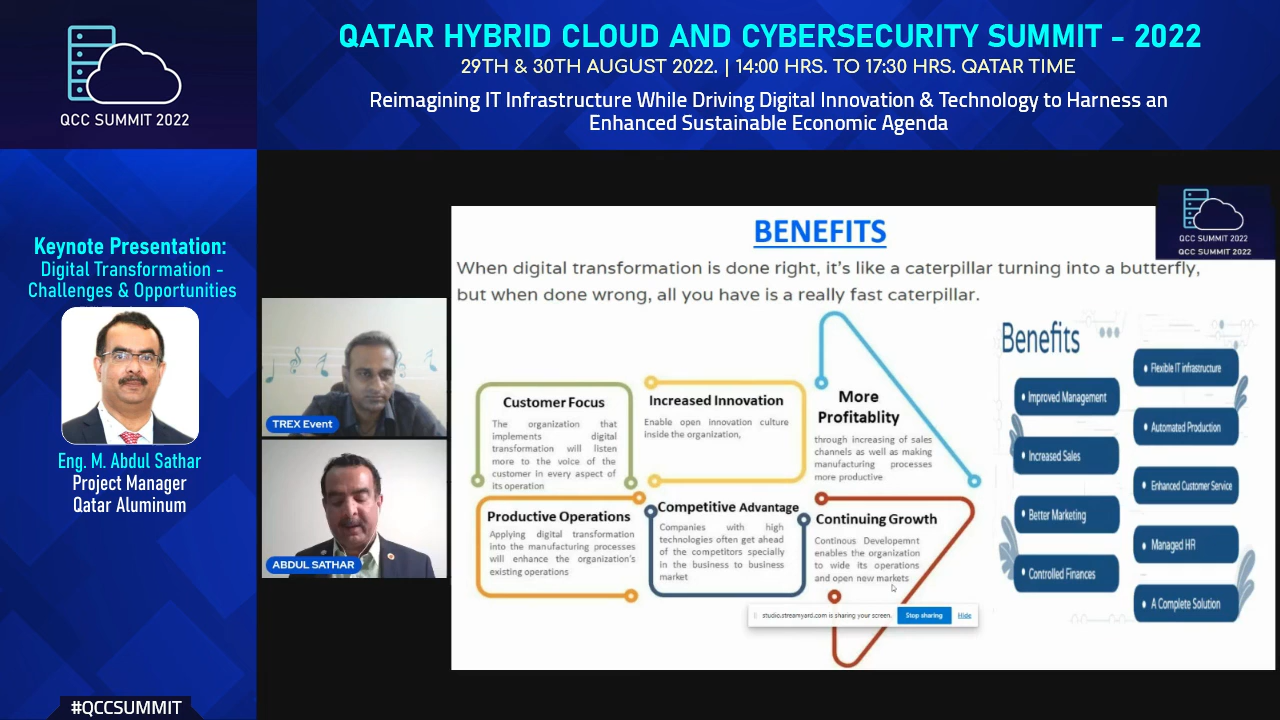 QCC SUMMIT 2022
QATAR HYBRID CLOUD AND CYBERSECURITY SUMMIT - 2022
29TH & 30TH AUGUST 2022. | 14:00 HRS. TO 17:30 HRS. QATAR TIME
Reimagining IT Infrastructure While Driving Digital Innovation & Technology to Harness an
Enhanced Sustainable Economic Agenda
Keynote Presentation:
Digital Transformation -
Challenges & Opportunities
Eng. M. Abdul Sathar
Project Manager
Qatar Aluminum
#QCCSUMMIT
TREX Event
ABDUL SATHAR
QCC SUMMIT 2022
QCC SUMMIT 2022
BENEFITS
When digital transformation is done right, it's like a caterpillar turning into a butterfly,
but when done wrong, all you have is a really fast caterpillar.
Customer Focus
The organization that
implements digital
transformation will listen
more to the voice of the
customer in every aspect of
its operation
Increased Innovation
Enable open innovation culture
inside the organization,
More
Profitablity
through increasing of sales
channels as well as making
manufacturing processes
more productive
Productive Operations
Applying digital transformation
into the manufacturing processes
will enhance the organization's
existing operations
Competitive Advantage
Companies with high
technologies often get ahead
of the competitors specially
in the business to business
market
Continuing Growth
Continous Developemnt
enables the organization
to wide its operations
and open new markets
studio.streamyard.com is sharing your screen.
Stop sharing
Hide
Benefits
• Improved Management
• Increased Sales
• Better Marketing
• Controlled Finances
• Flexible IT infrastructure
• Automated Production
• Enhanced Customer Service
• Managed HR
• A Complete Solution